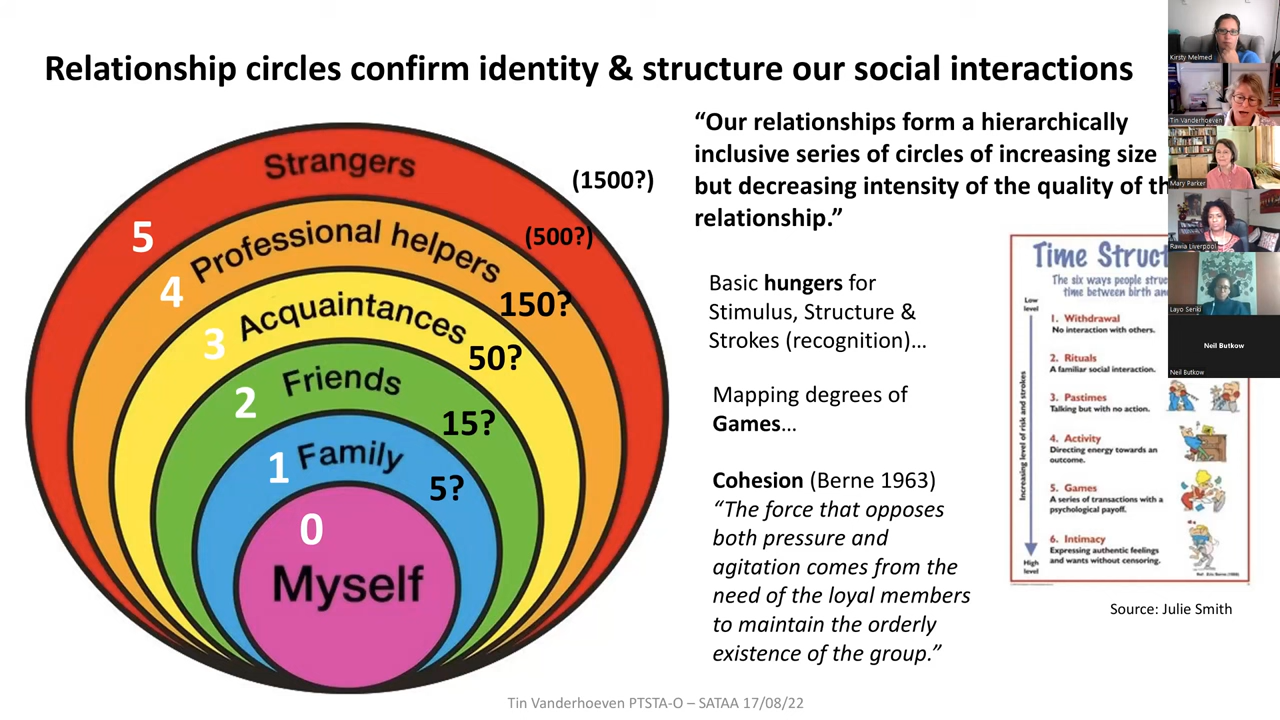 Relationship circles confirm identity & structure our social interactions
Strangers
(1500?)
5
Professional helpers
(500?)
4
Acquaintances
150?
3
Friends
50?
2
Family
15?
1
5?
0
Myself
“Our relationships form a hierarchically
inclusive series of circles of increasing size
but decreasing intensity of the quality of th
relationship.”
Basic hungers for
Stimulus, Structure &
Strokes (recognition)…
Mapping degrees of
Games…
Cohesion (Berne 1963)
“The force that opposes
both pressure and
agitation comes from the
need of the loyal members
to maintain the orderly
existence of the group.”
Time Struct
The six ways people struc
time between birth an
Low
level
Increasing level of risk and strokes
High
level
1. Withdrawal
No interaction with others.
2. Rituals
A familiar social interaction.
3. Pastimes
Talking but with no action.
4. Activity
Directing energy towards an
outcome.
5. Games
A series of transactions with a
psychological payoff.
6. Intimacy
Expressing authentic feelings
and wants without censoring.
Source: Julie Smith
Tin Vanderhoeven PTSTA-O – SATAA 17/08/22
Kirsty Melmed
Tin Vanderhoeven
Mary Parker
Rawia Liverpool
Layo Seriki
Neil Butkow
Neil Butkow